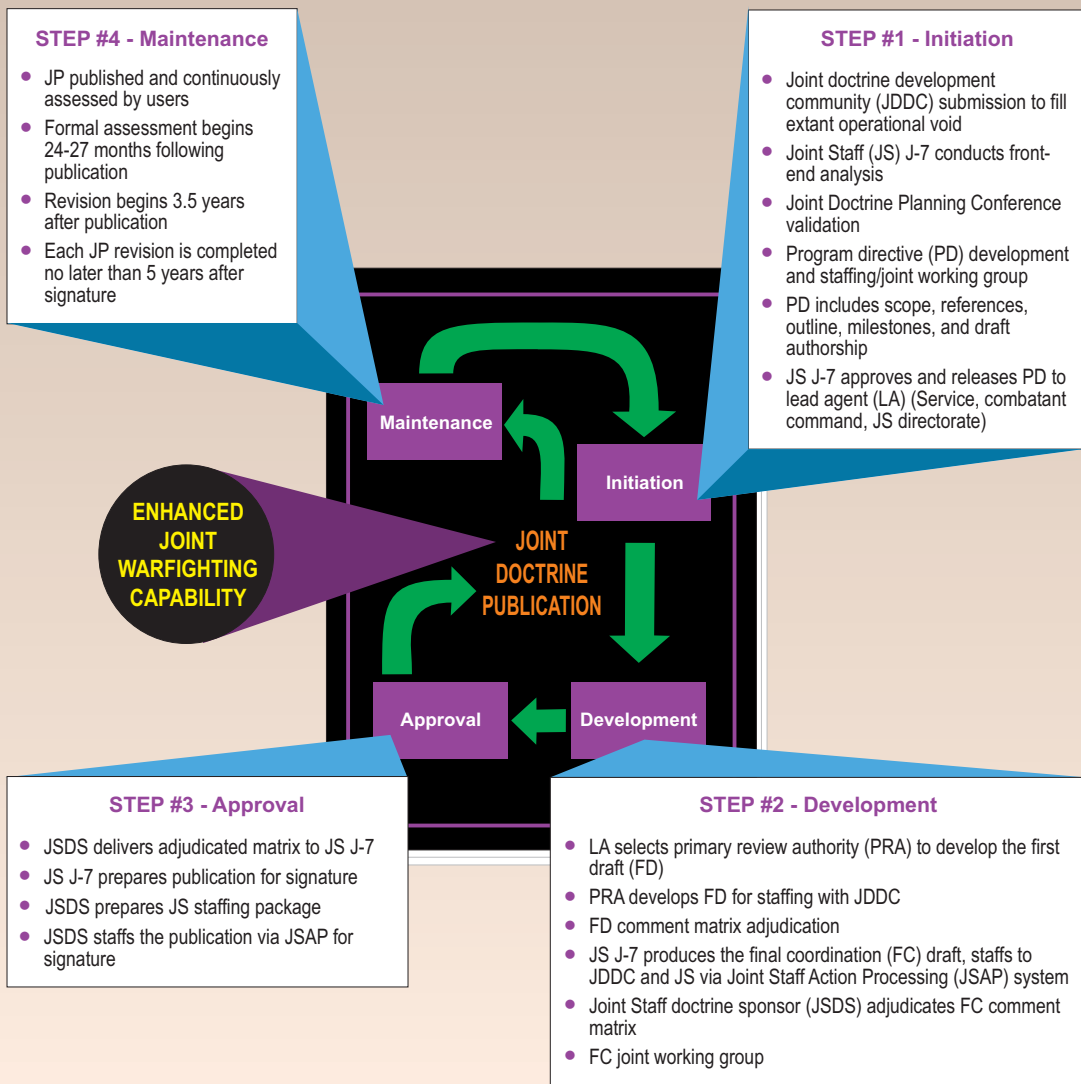 STEP #4 - Maintenance
• JP published and continuously
assessed by users
• Formal assessment begins
24-27 months following
publication
• Revision begins 3.5 years
after publication
• Each JP revision is completed
no later than 5 years after
signature
STEP #1 - Initiation
• Joint doctrine development
community (JDDC) submission to fill
extant operational void
• Joint Staff (JS) J-7 conducts front-
end analysis
• Joint Doctrine Planning Conference
validation
• Program directive (PD) development
and staffing/joint working group
• PD includes scope, references,
outline, milestones, and draft
authorship
• JS J-7 approves and releases PD to
lead agent (LA) (Service, combatant
command, JS directorate)
Maintenance
Initiation
ENHANCED
JOINT
WARFIGHTING
CAPABILITY
JOINT
DOCTRINE
PUBLICATION
Approval
Development
STEP #3 - Approval
• JSDS delivers adjudicated matrix to JS J-7
• JS J-7 prepares publication for signature
• JSDS prepares JS staffing package
• JSDS staffs the publication via JSAP for
signature
STEP #2 - Development
• LA selects primary review authority (PRA) to develop the first
draft (FD)
• PRA develops FD for staffing with JDDC
• FD comment matrix adjudication
• JS J-7 produces the final coordination (FC) draft, staffs to
JDDC and JS via Joint Staff Action Processing (JSAP) system
• Joint Staff doctrine sponsor (JSDS) adjudicates FC comment
matrix
• FC joint working group